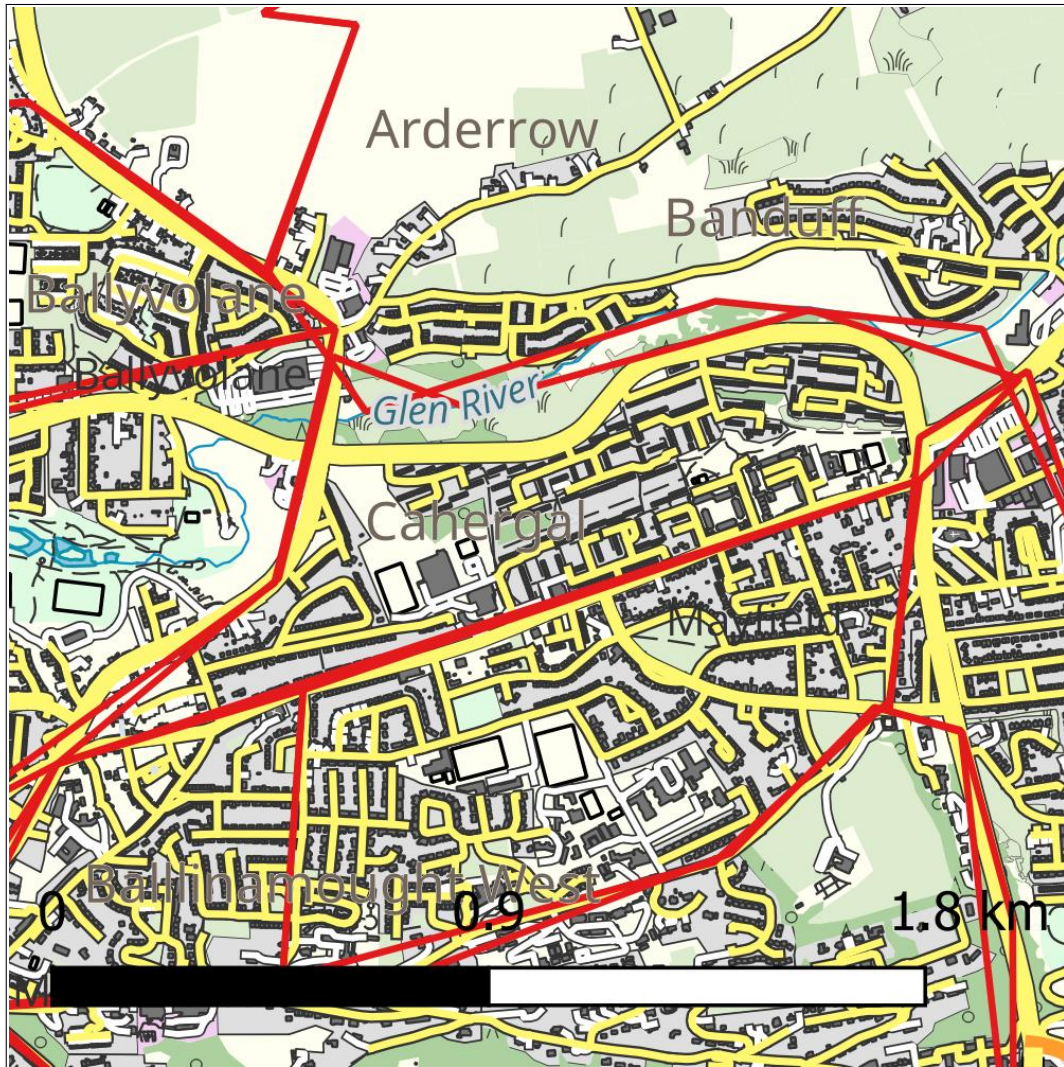 Arderrow
Banduff
Ballyvolane
Ballyvolane
Glen River
Cahergal
Mayfield
Ballinamought West
0
0.9
1.8 km